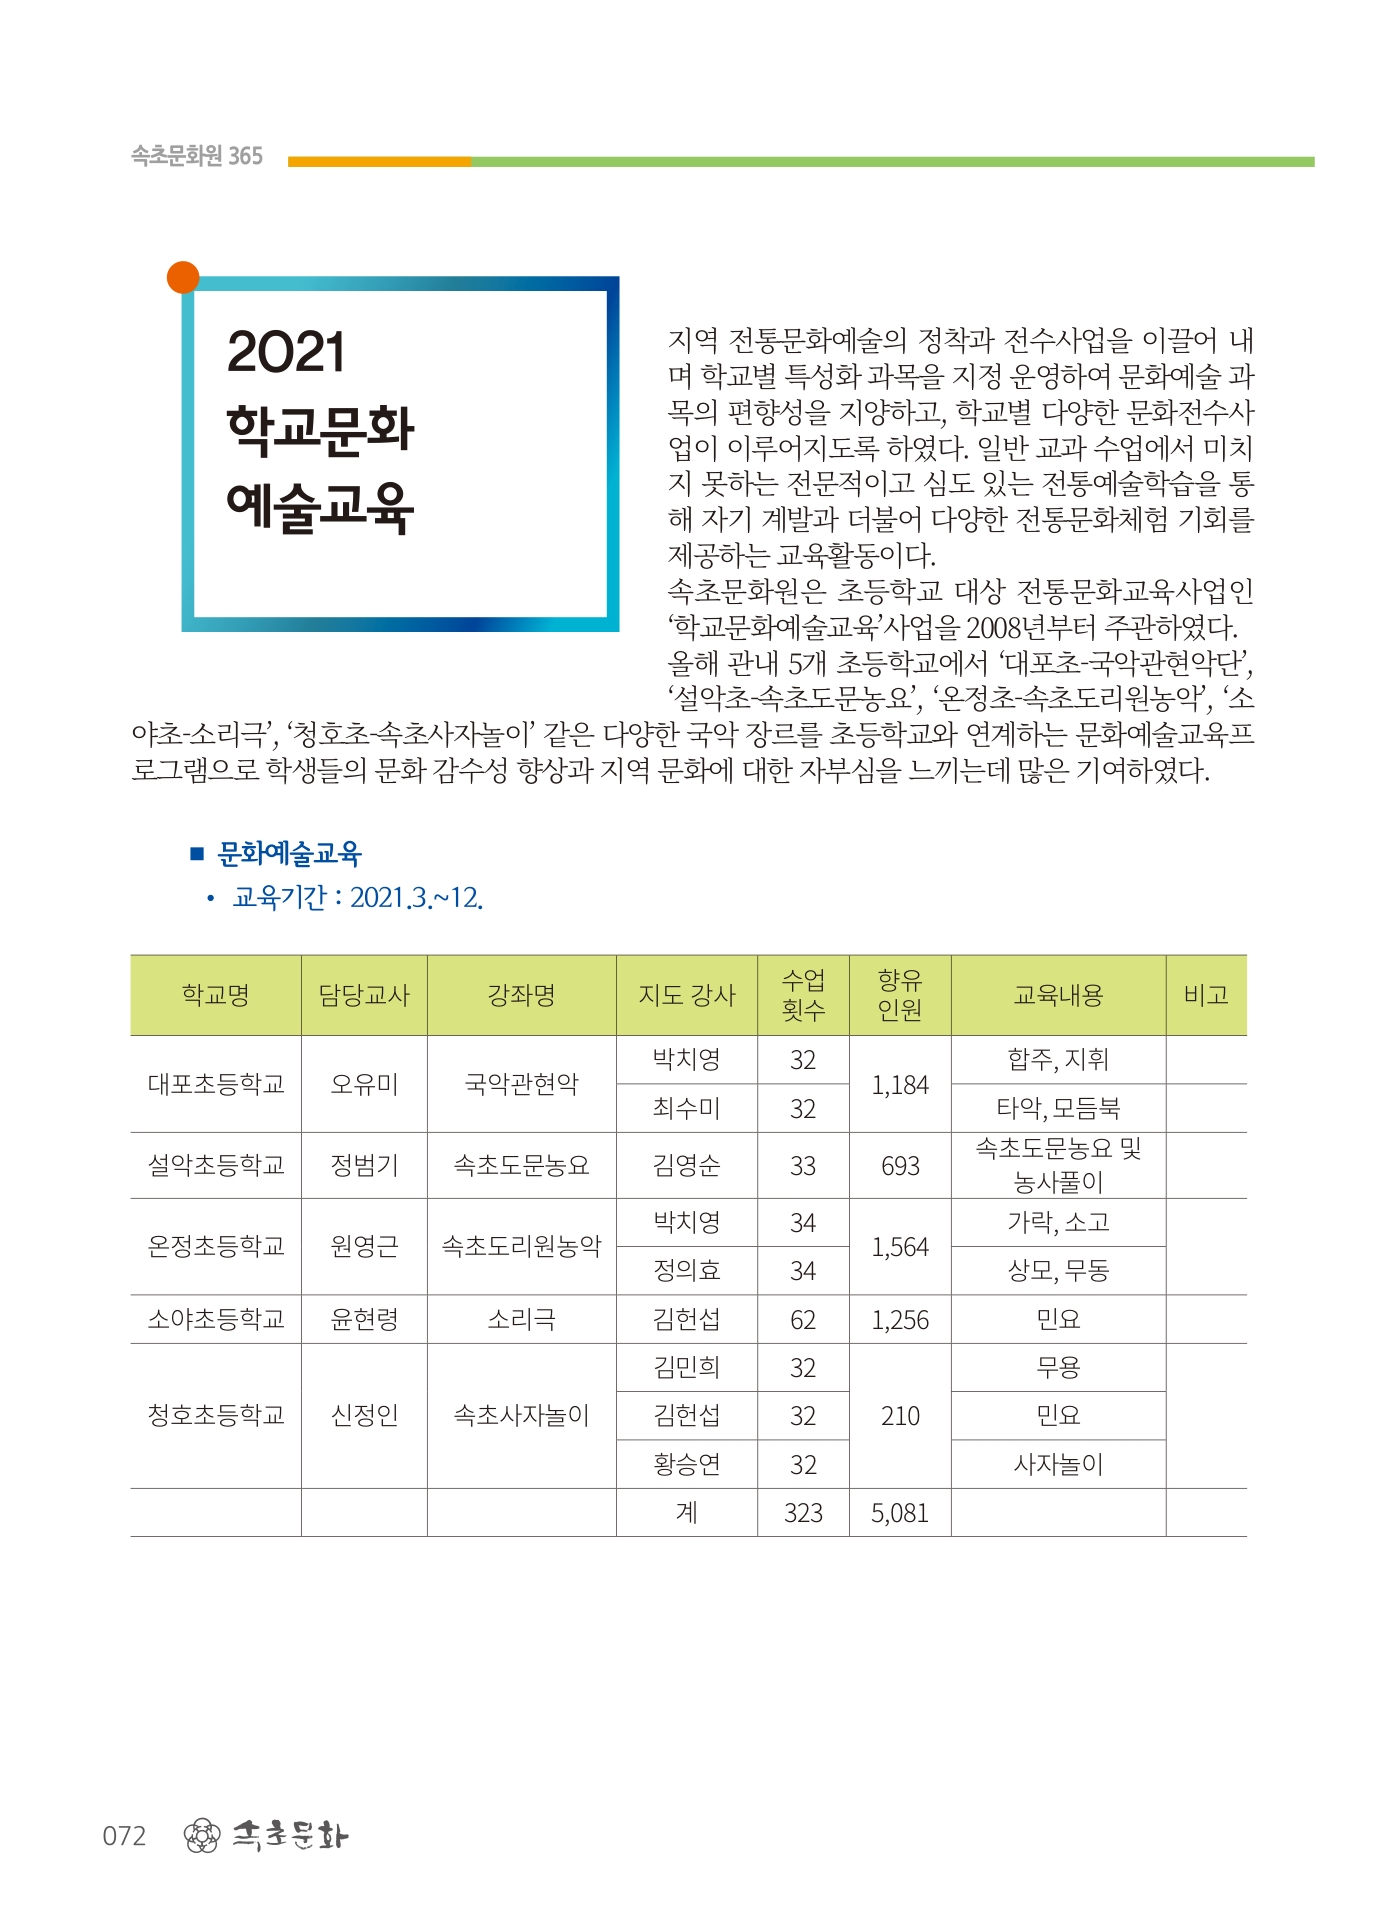 속초문화원 365
2021
학교문화
예술교육
지역 전통문화예술의 정착과 전수사업을 이끌어 내
며 학교별 특성화 과목을 지정 운영하여 문화예술 과
목의 편향성을 지양하고, 학교별 다양한 문화전수사
업이 이루어지도록 하였다. 일반 교과 수업에서 미치
지 못하는 전문적이고 심도 있는 전통예술학습을 통
해 자기 계발과 더불어 다양한 전통문화체험 기회를
제공하는 교육활동이다.
속초문화원은 초등학교 대상 전통문화교육사업인
‘학교문화예술교육’사업을 2008년부터 주관하였다.
올해 관내 5개 초등학교에서 ‘대포초-국악관현악단’,
‘설악초-속초도문농요’, ‘온정초-속초도리원농악’, ‘소
야초-소리극’, ‘청호초-속초사자놀이’ 같은 다양한 국악 장르를 초등학교와 연계하는 문화예술교육프
로그램으로 학생들의 문화 감수성 향상과 지역 문화에 대한 자부심을 느끼는데 많은 기여하였다.
■ 문화예술교육
• 교육기간 : 2021.3.~12.
학교명 담당교사 강좌명 지도 강사 수업 횟수 향유 인원 교육내용 비고
대포초등학교 오유미 국악관현악 박치영 32 1,184 합주, 지휘
최수미 32 타악, 모듬북
설악초등학교 정범기 속초도문농요 김영순 33 693 속초도문농요 및
농사풀이
온정초등학교 원영근 속초도리원농악 박치영 34 1,564 가락, 소고
정의효 34 상모, 무동
소야초등학교 윤현령 소리극 김헌섭 62 1,256 민요
청호초등학교 신정인 속초사자놀이 김민희 32 210 무용
김헌섭 32 민요
황승연 32 사자놀이
계 323 5,081
072 속초문화